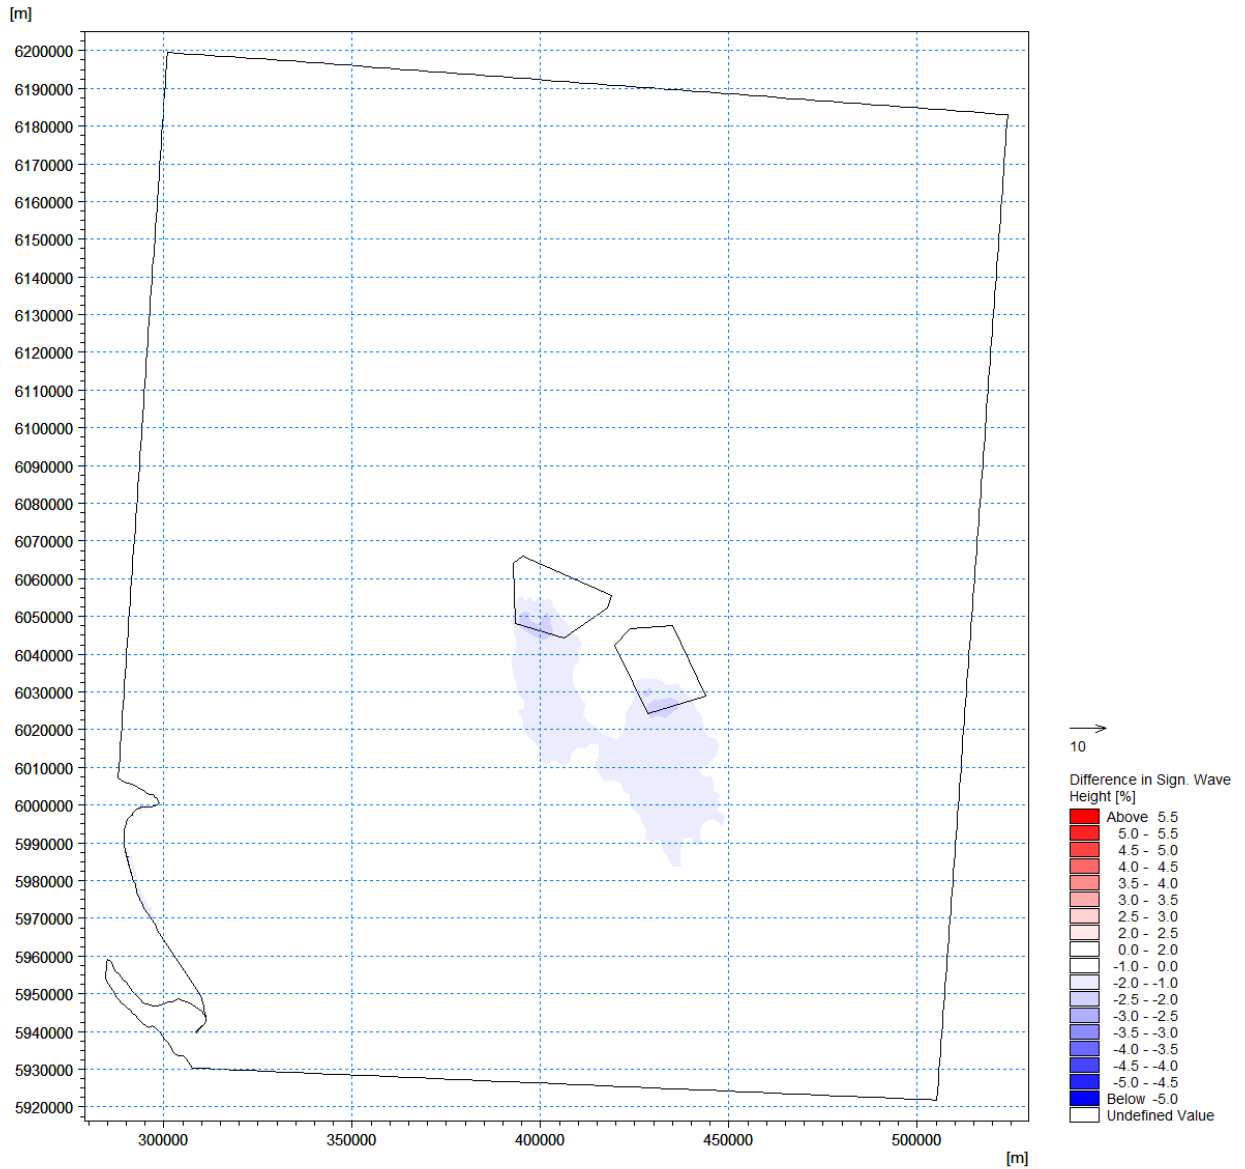 [m]
6200000
6190000
6180000
6170000
6160000
6150000
6140000
6130000
6120000
6110000
6100000
6090000
6080000
6070000
6060000
6050000
6040000
6030000
6020000
6010000
6000000
5990000
5980000
5970000
5960000
5950000
5940000
5930000
5920000
300000 350000 400000 450000 500000
[m]
10
Difference in Sign. Wave
Height [%]
Above 5.5
5.0 - 5.5
4.5 - 5.0
4.0 - 4.5
3.5 - 4.0
3.0 - 3.5
2.5 - 3.0
2.0 - 2.5
0.0 - 2.0
-1.0 - 0.0
-2.0 - -1.0
-2.5 - -2.0
-3.0 - -2.5
-3.5 - -3.0
-4.0 - -3.5
-4.5 - -4.0
-5.0 - -4.5
Below -5.0
Undefined Value